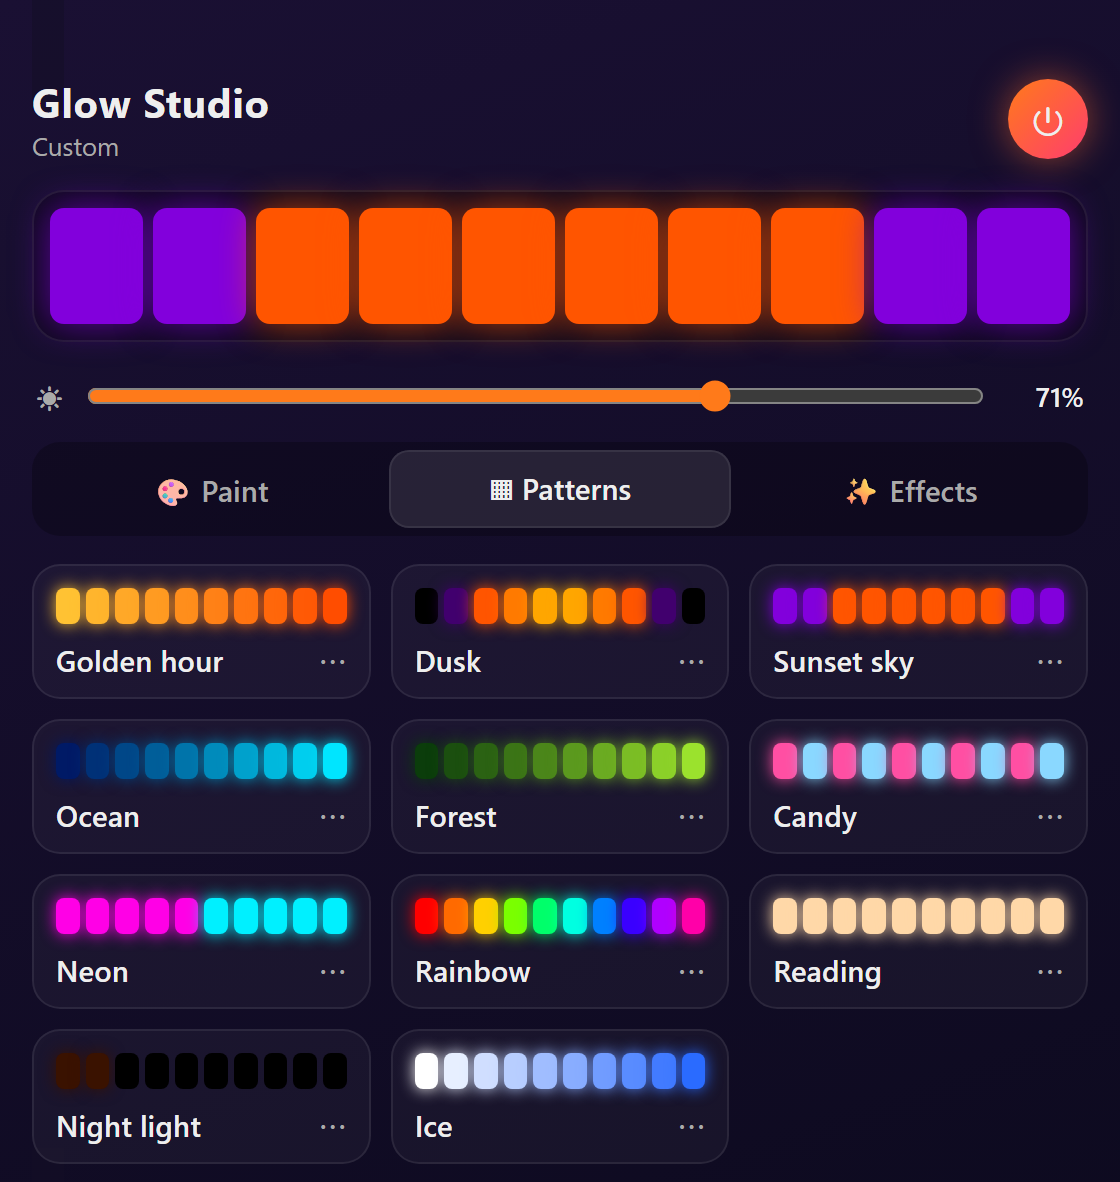 Glow Studio
Custom
71%
Paint
Patterns
Effects
Golden hour ...
Dusk ...
Sunset sky ...
Ocean ...
Forest ...
Candy ...
Neon ...
Rainbow ...
Reading ...
Night light ...
Ice ...